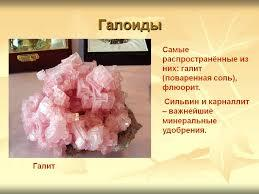 Галоиды
Самые
распространённые из
них: галит
(поваренная соль),
флюорит.
Сильвин и карналлит
– важнейшие
минеральные
удобрения.
Галит